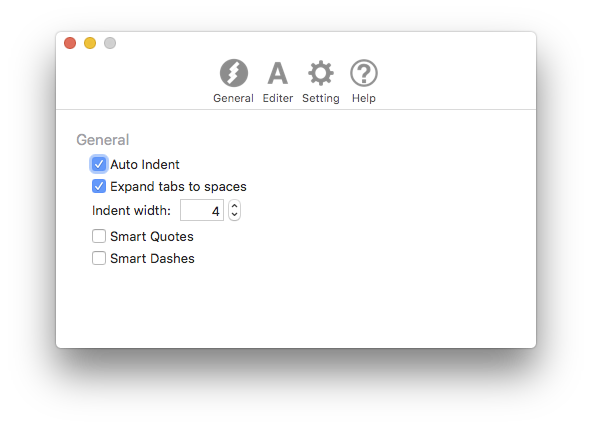 General Editer Setting Help
General
Auto Indent
Expand tabs to spaces
Indent width: 4
Smart Quotes
Smart Dashes